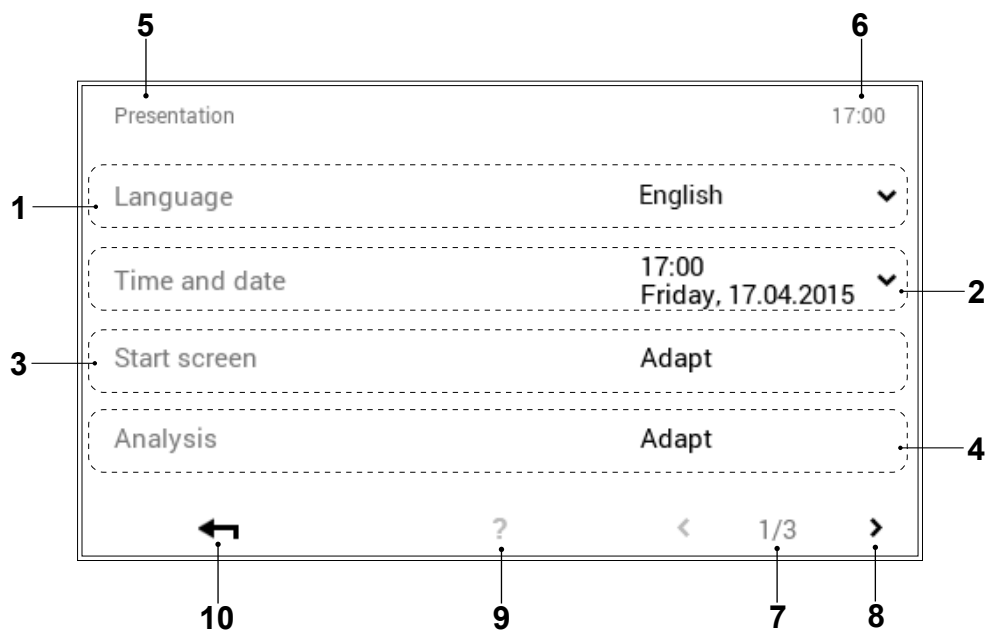 5 6
Presentation 17:00
1 Language English
Time and date 17:00
Friday, 17.04.2015 2
3 Start screen Adapt
Analysis Adapt 4
? 1/3
10 9 7 8